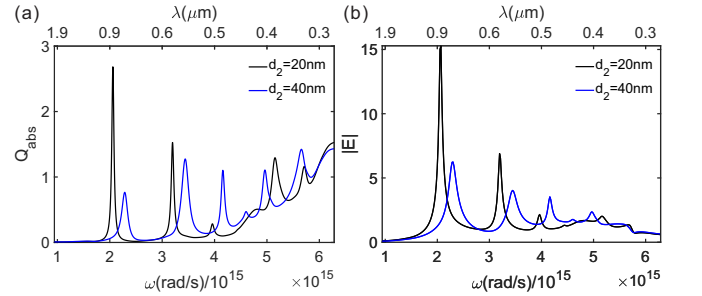 (a)
λ(μm)
1.9 0.9 0.6 0.5 0.4 0.3
3
2
1
0
Q_abs
d_2=20nm
d_2=40nm
1 2 3 4 5 6
ω(rad/s)/10^15 ×10^15
(b)
λ(μm)
1.9 0.9 0.6 0.5 0.4 0.3
15
10
5
0
|E|
d_2=20nm
d_2=40nm
1 2 3 4 5 6
ω(rad/s)/10^15 ×10^15